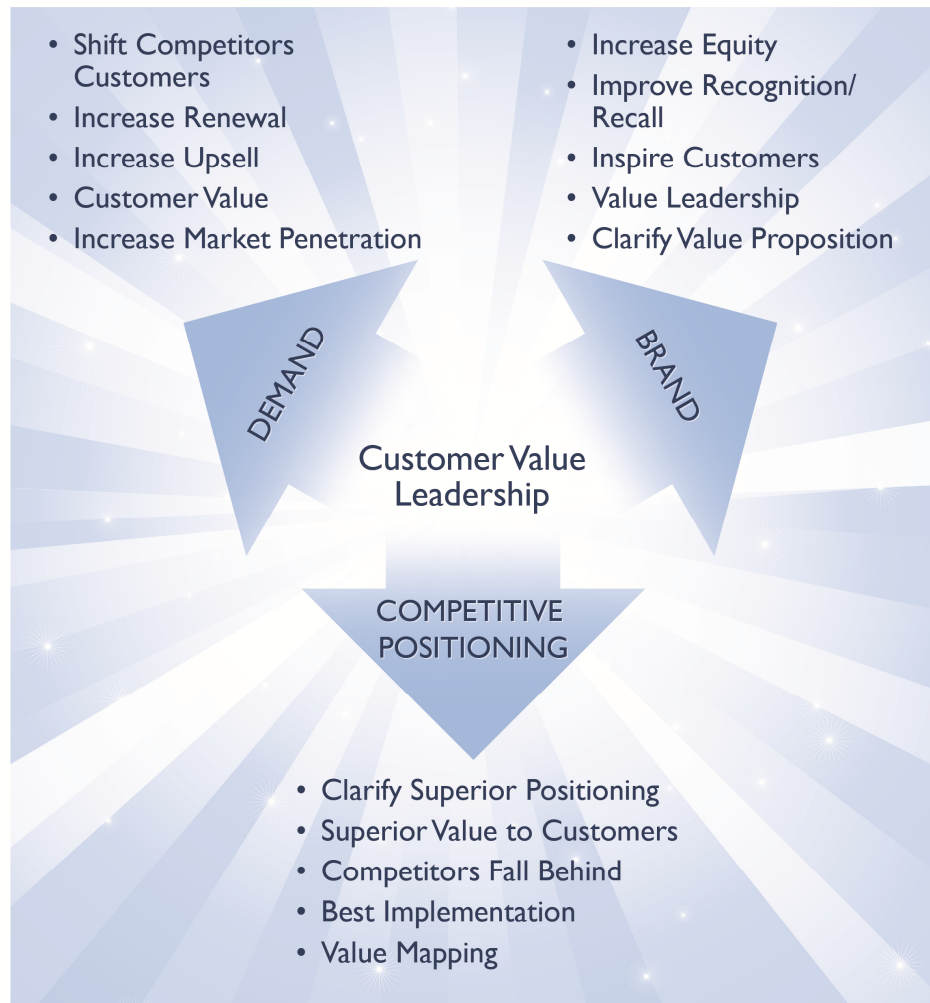 • Shift Competitors
Customers
• Increase Renewal
• Increase Upsell
• Customer Value
• Increase Market Penetration
• Increase Equity
• Improve Recognition/
Recall
• Inspire Customers
• Value Leadership
• Clarify Value Proposition
DEMAND
BRAND
Customer Value
Leadership
COMPETITIVE
POSITIONING
• Clarify Superior Positioning
• Superior Value to Customers
• Competitors Fall Behind
• Best Implementation
• Value Mapping